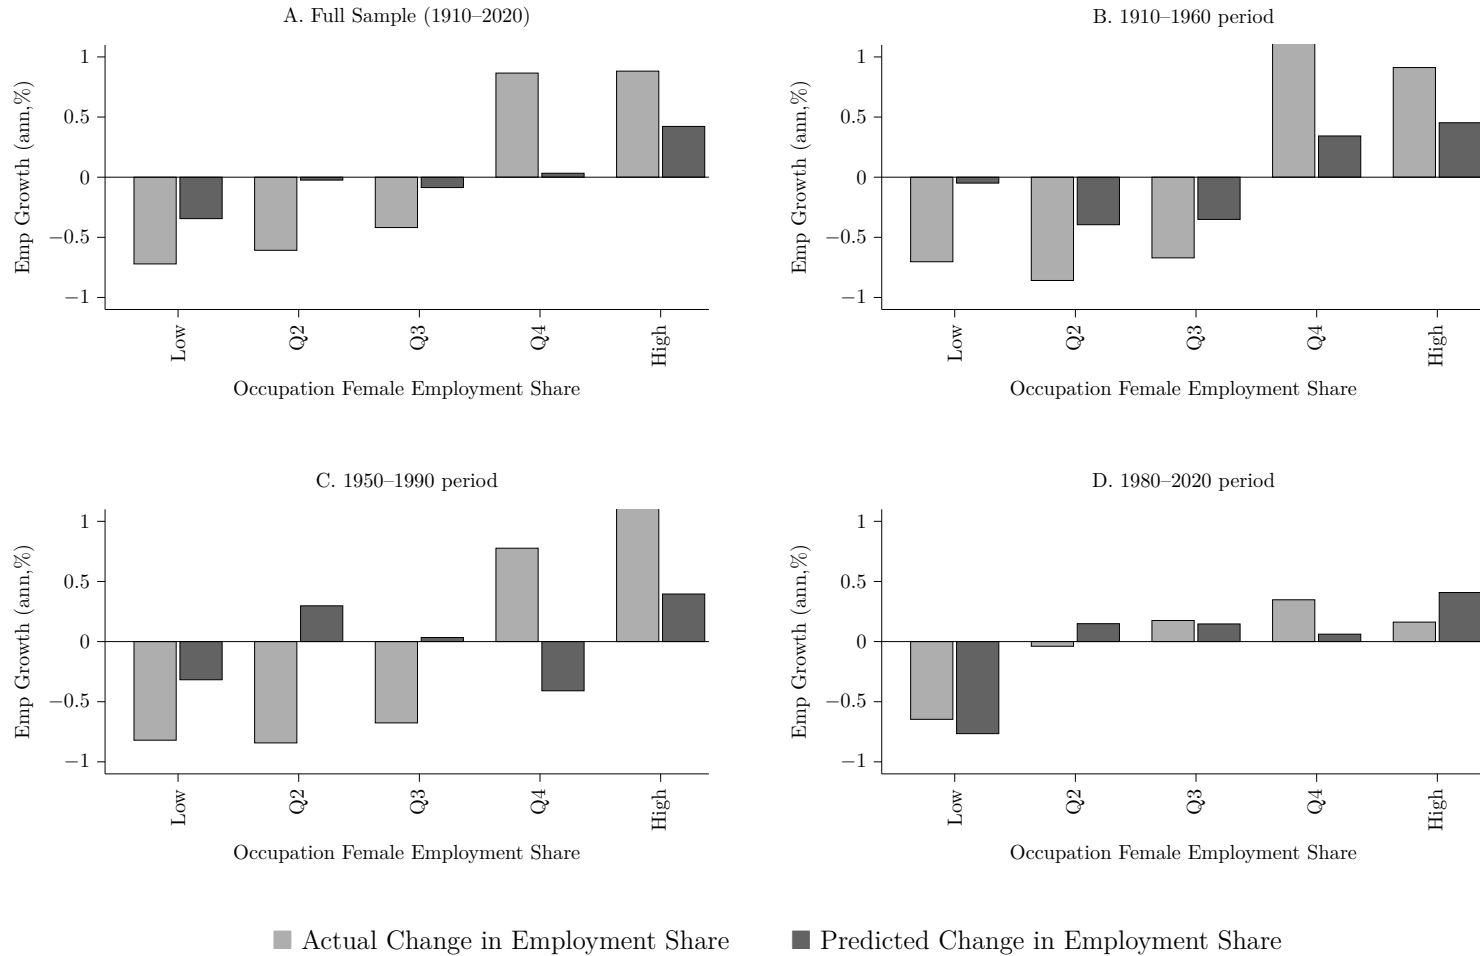 A. Full Sample (1910–2020)
Emp Growth (ann,%)
1
0.5
0
−0.5
−1
Low
Q2
Q3
Q4
High
Occupation Female Employment Share
B. 1910–1960 period
Emp Growth (ann,%)
1
0.5
0
−0.5
−1
Low
Q2
Q3
Q4
High
Occupation Female Employment Share
C. 1950–1990 period
Emp Growth (ann,%)
1
0.5
0
−0.5
−1
Low
Q2
Q3
Q4
High
Occupation Female Employment Share
D. 1980–2020 period
Emp Growth (ann,%)
1
0.5
0
−0.5
−1
Low
Q2
Q3
Q4
High
Occupation Female Employment Share
Actual Change in Employment Share
Predicted Change in Employment Share